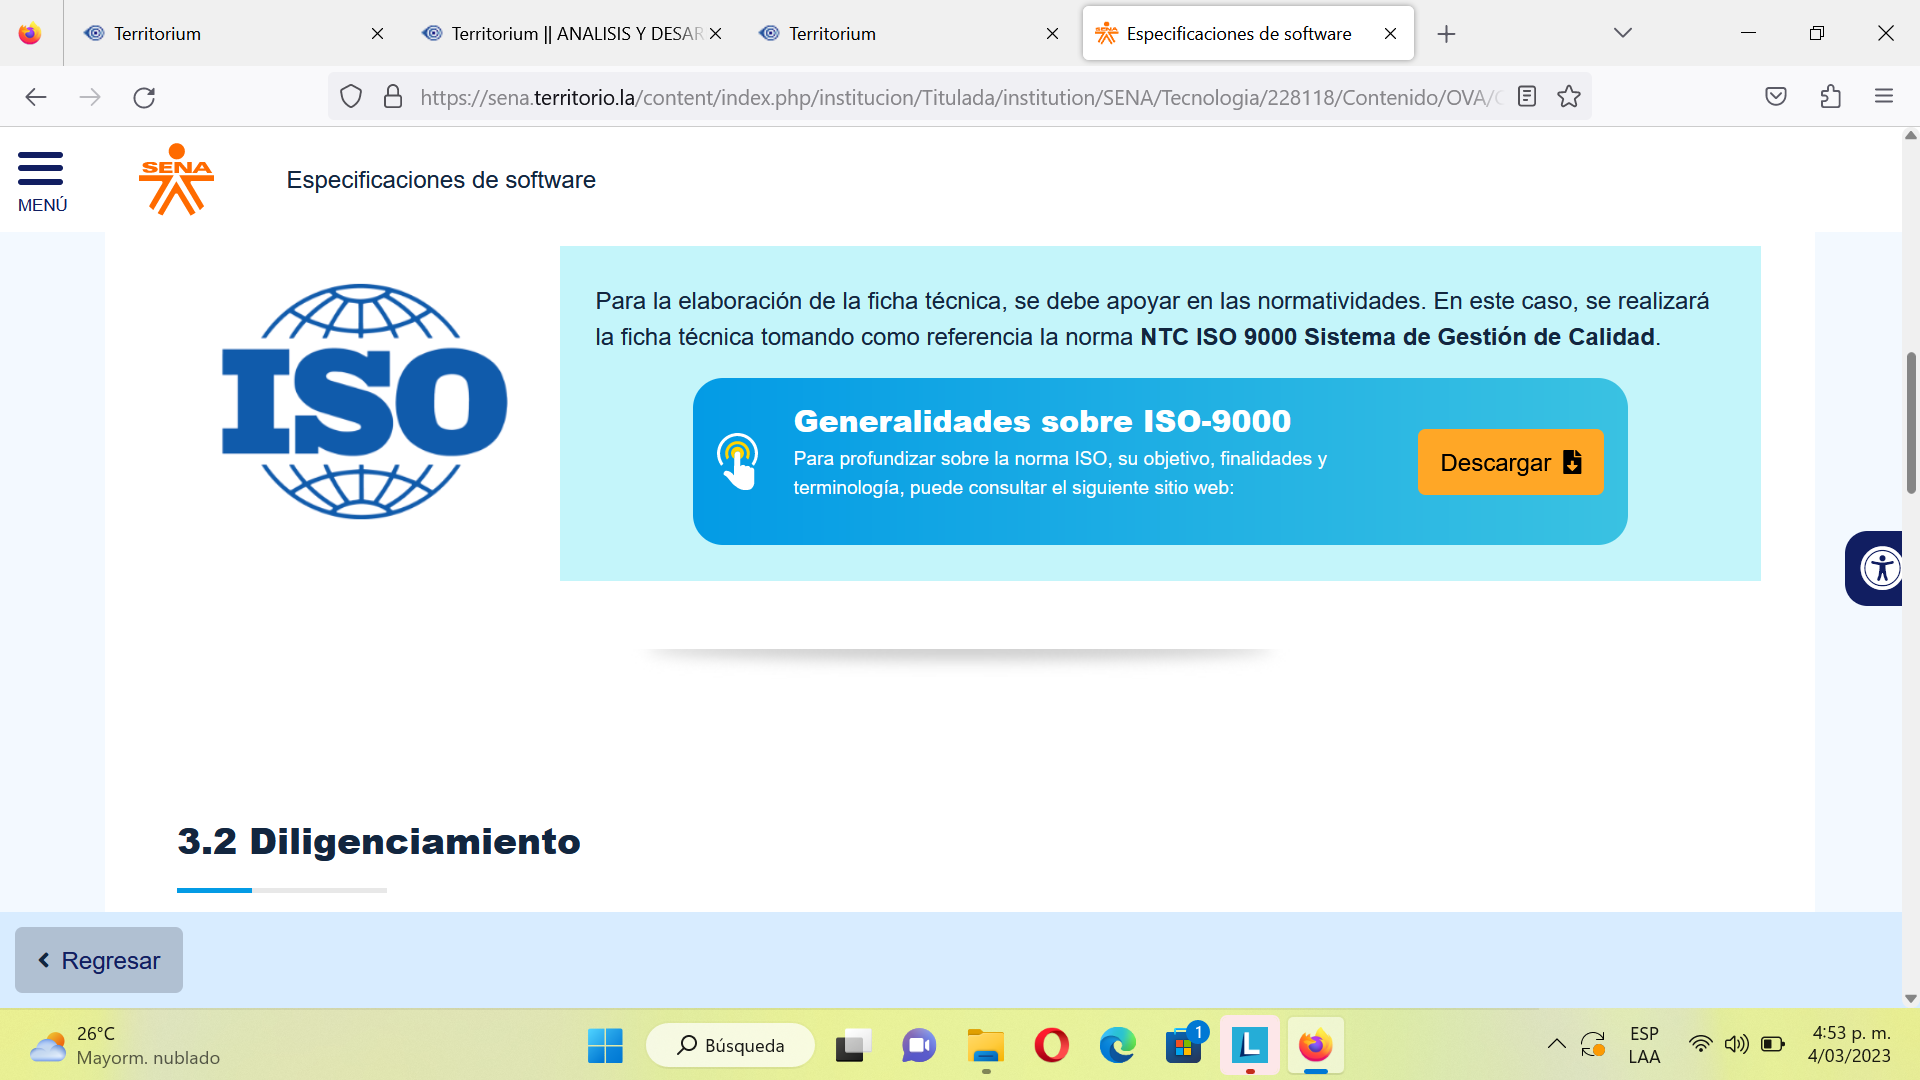 Territorium
Territorium || ANALISIS Y DESAR
Territorium
Especificaciones de software
https://sena.territorio.la/content/index.php/institucion/Titulada/institution/SENA/Tecnologia/228118/Contenido/OVA/
MENÚ
SENA
Especificaciones de software
ISO
Para la elaboración de la ficha técnica, se debe apoyar en las normatividades. En este caso, se realizará
la ficha técnica tomando como referencia la norma NTC ISO 9000 Sistema de Gestión de Calidad.
Generalidades sobre ISO-9000
Para profundizar sobre la norma ISO, su objetivo, finalidades y
terminología, puede consultar el siguiente sitio web:
Descargar
3.2 Diligenciamiento
Regresar
26°C
Mayorm. nublado
Búsqueda
1
L
ESP
LAA
4:53 p. m.
4/03/2023